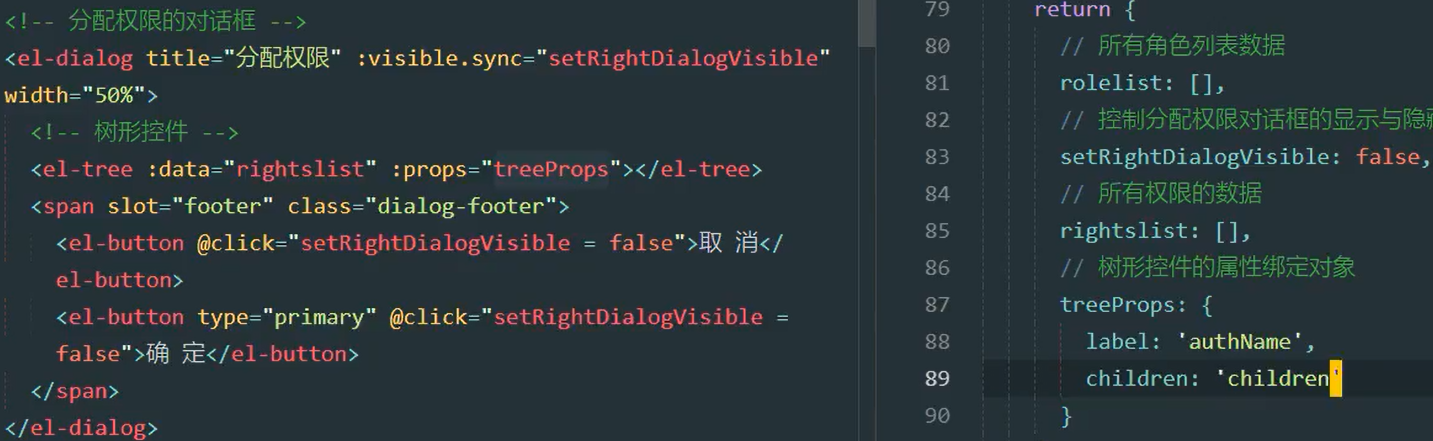 <!-- 分配权限的对话框 -->
<el-dialog title="分配权限" :visible.sync="setRightDialogVisible"
width="50%">
<!-- 树形控件 -->
<el-tree :data="rightslist" :props="treeProps"></el-tree>
<span slot="footer" class="dialog-footer">
<el-button @click="setRightDialogVisible = false">取 消</
el-button>
<el-button type="primary" @click="setRightDialogVisible =
false">确 定</el-button>
</span>
</el-dialog>
79 return {
80 // 所有角色列表数据
81 rolelist: [],
82 // 控制分配权限对话框的显示与隐
83 setRightDialogVisible: false,
84 // 所有权限的数据
85 rightslist: [],
86 // 树形控件的属性绑定对象
87 treeProps: {
88 label: 'authName',
89 children: 'children'
90 }